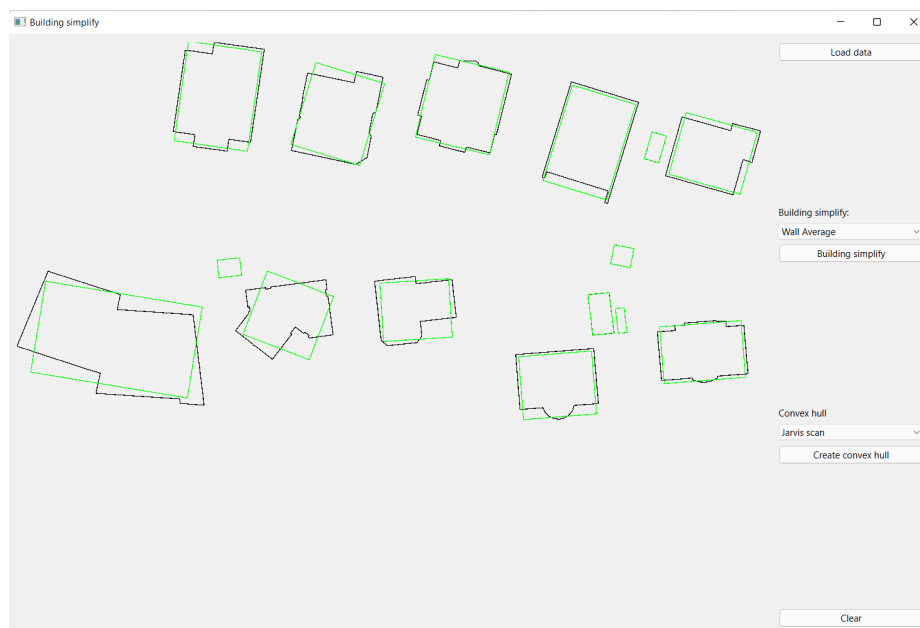 Building simplify
Load data
Building simplify:
Wall Average
Building simplify
Convex hull
Jarvis scan
Create convex hull
Clear